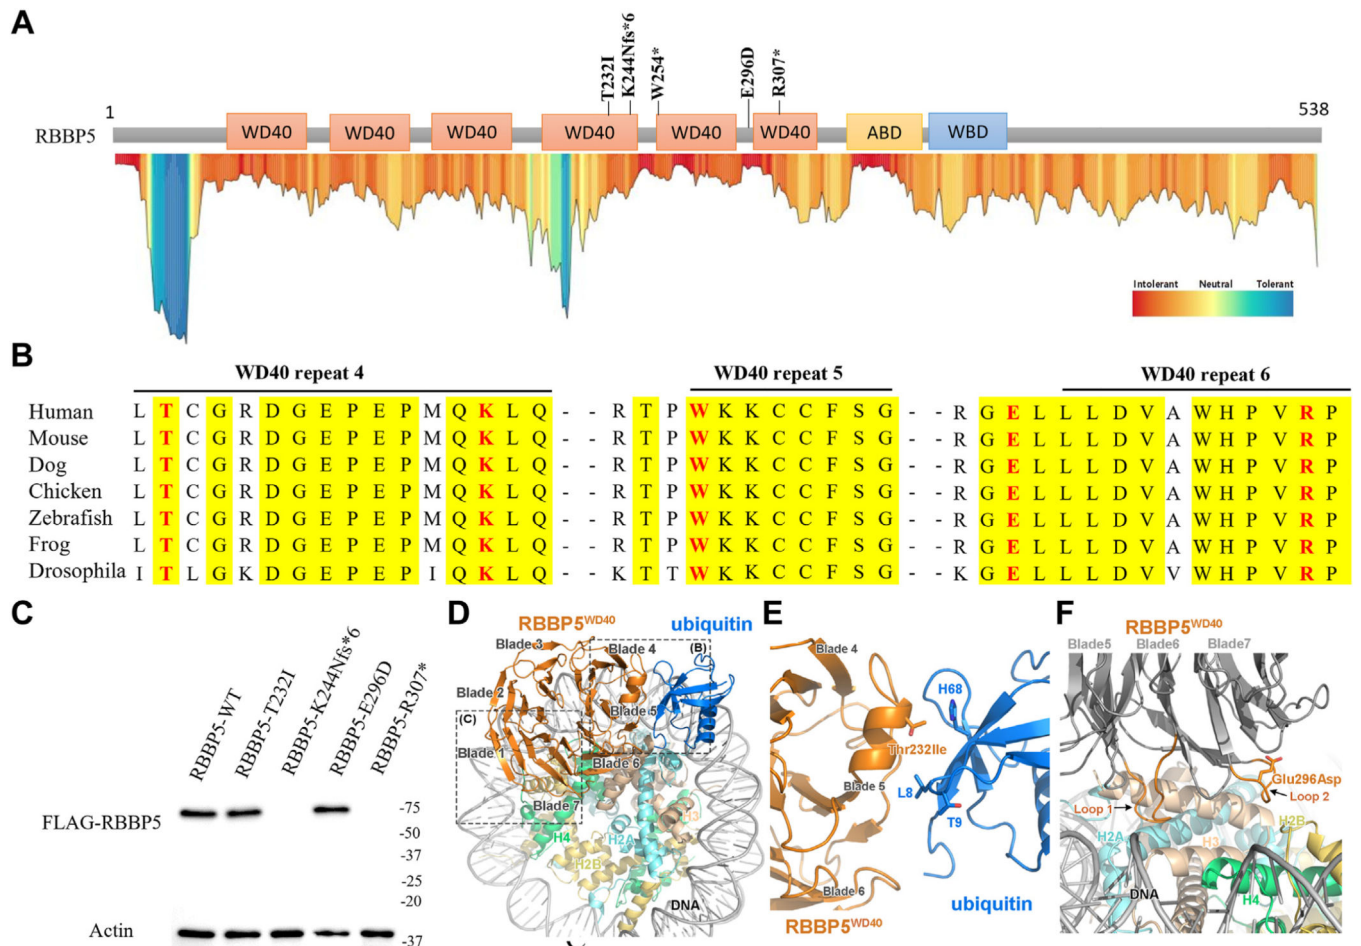 A
T232I
K244Nfs*6
W254*
E296D
R307*
1
538
RBBP5
WD40 WD40 WD40 WD40 WD40 WD40 ABD WBD
Intolerant Neutral Tolerant
B
WD40 repeat 4 WD40 repeat 5 WD40 repeat 6
Human L T C G R D G E P E P M Q K L Q - - R T P W K K C C F S G - - R G E L L L D V A W H P V R P
Mouse L T C G R D G E P E P M Q K L Q - - R T P W K K C C F S G - - R G E L L L D V A W H P V R P
Dog L T C G R D G E P E P M Q K L Q - - R T P W K K C C F S G - - R G E L L L D V A W H P V R P
Chicken L T C G R D G E P E P M Q K L Q - - R T P W K K C C F S G - - R G E L L L D V A W H P V R P
Zebrafish L T C G R D G E P E P M Q K L Q - - R T P W K K C C F S G - - R G E L L L D V A W H P V R P
Frog L T C G R D G E P E P M Q K L Q - - R T P W K K C C F S G - - R G E L L L D V A W H P V R P
Drosophila I T L G K D G E P E P I Q K L Q - - K T T W K K C C F S G - - K G E L L L D V V W H P V R P
C
RBBP5-WT
RBBP5-T232I
RBBP5-K244Nfs*6
RBBP5-E296D
RBBP5-R307*
FLAG-RBBP5
-75
-50
-37
-25
-20
Actin
-37
D
RBBP5WD40
ubiquitin
Blade 3
Blade 4
(B)
Blade 2
Blade 5
(C)
Blade 1
Blade 6
Blade 7
H3
H4
H2A
H2B
DNA
E
Blade 4
H68
Thr232Ile
Blade 5
L8
T9
Blade 6
ubiquitin
RBBP5WD40
F
RBBP5WD40
Blade5 Blade6 Blade7
Glu296Asp
Loop 1
Loop 2
H2A
H3
H2B
DNA
H4